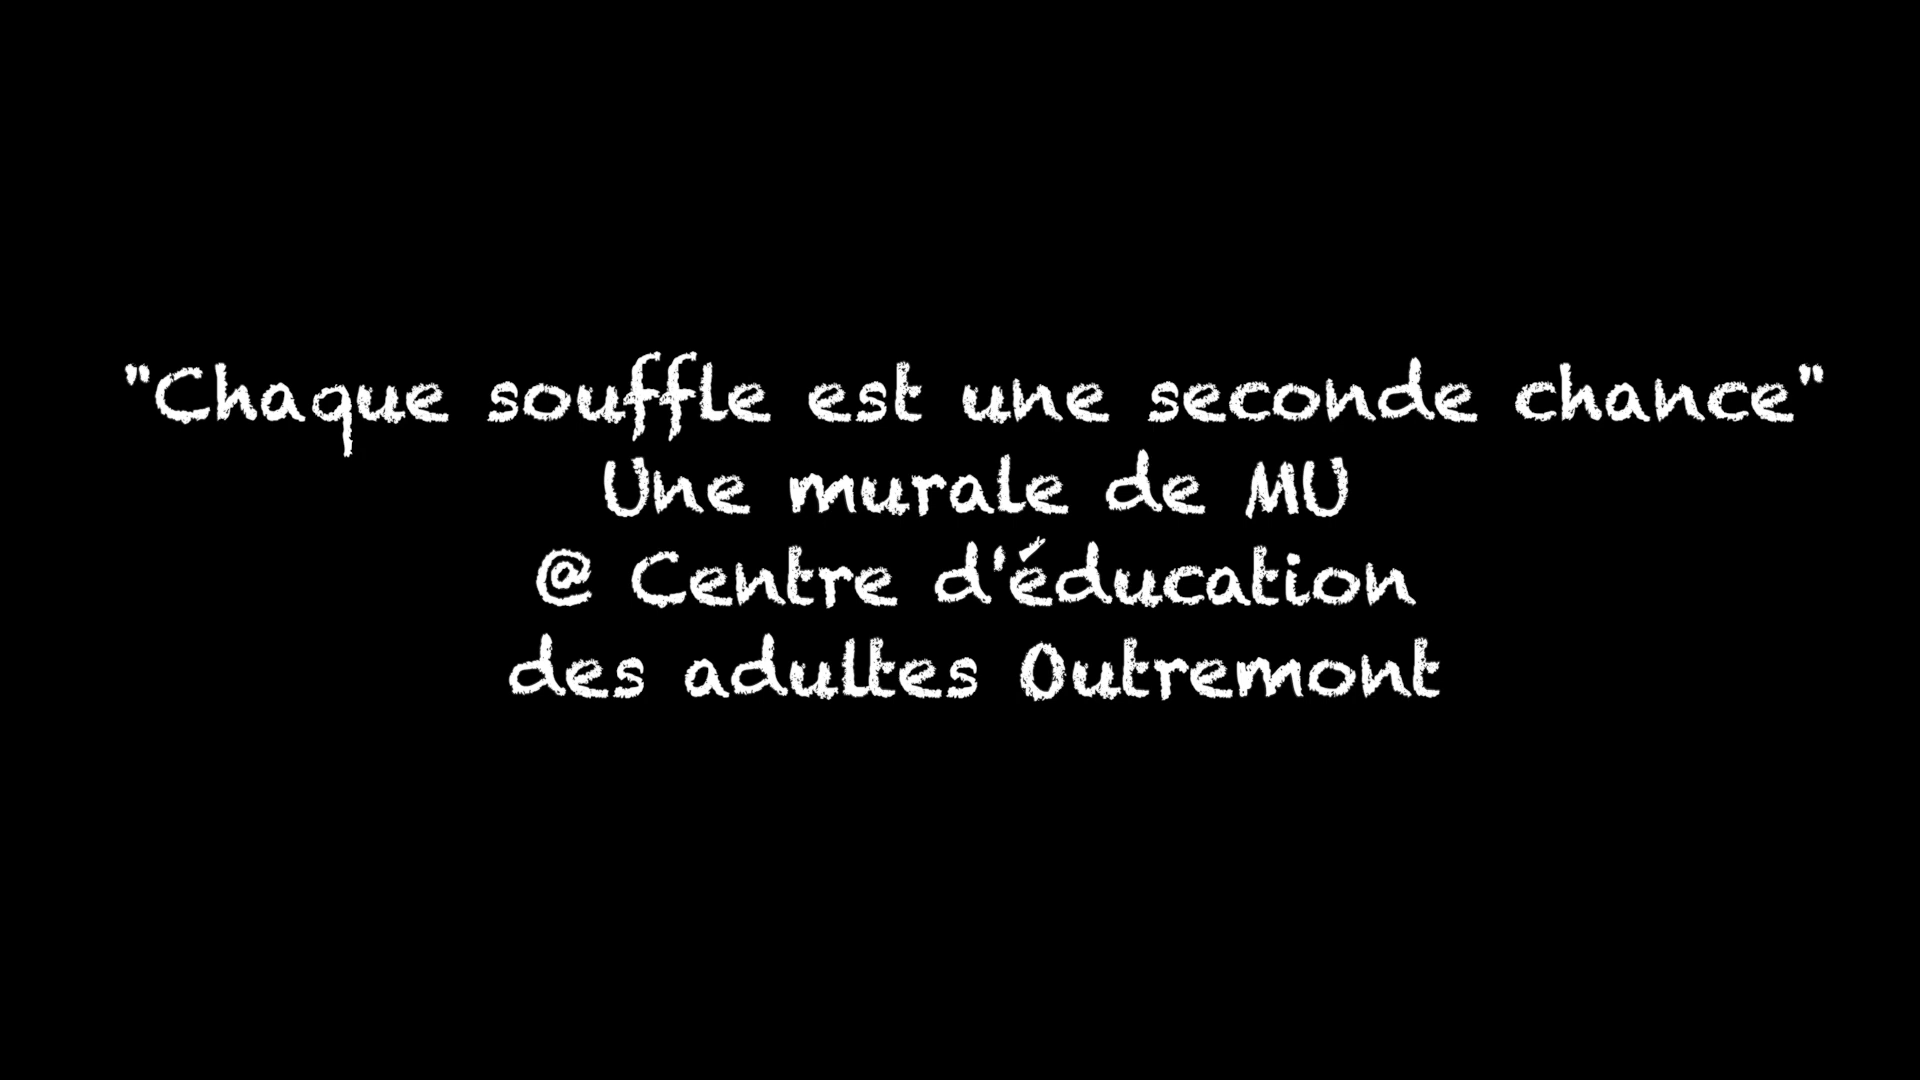 "Chaque souffle est une seconde chance"
Une murale de MU
@ Centre d'éducation
des adultes Outremont